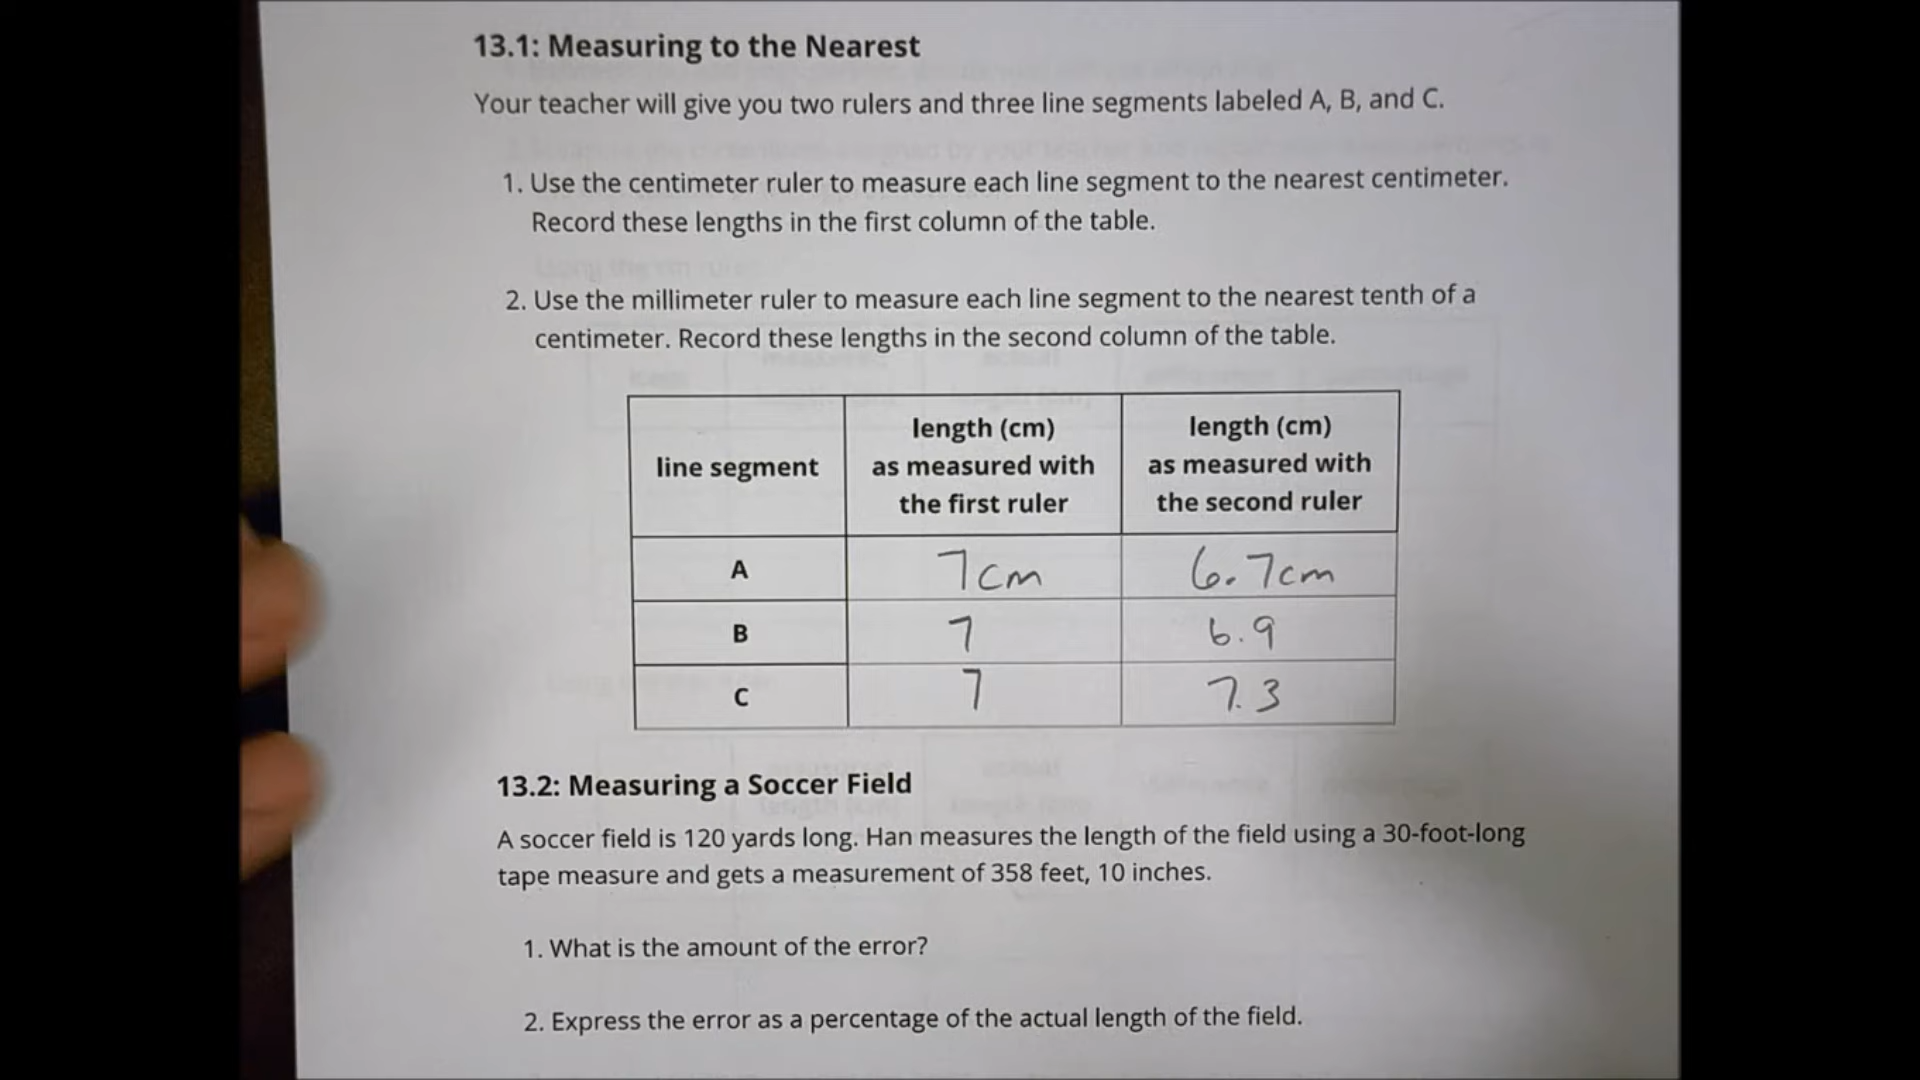 13.1: Measuring to the Nearest
Your teacher will give you two rulers and three line segments labeled A, B, and C.
1. Use the centimeter ruler to measure each line segment to the nearest centimeter.
Record these lengths in the first column of the table.
2. Use the millimeter ruler to measure each line segment to the nearest tenth of a
centimeter. Record these lengths in the second column of the table.
line segment
length (cm)
as measured with
the first ruler
length (cm)
as measured with
the second ruler
A 7cm 6.7cm
B 7 6.9
C 7 7.3
13.2: Measuring a Soccer Field
A soccer field is 120 yards long. Han measures the length of the field using a 30-foot-long
tape measure and gets a measurement of 358 feet, 10 inches.
1. What is the amount of the error?
2. Express the error as a percentage of the actual length of the field.